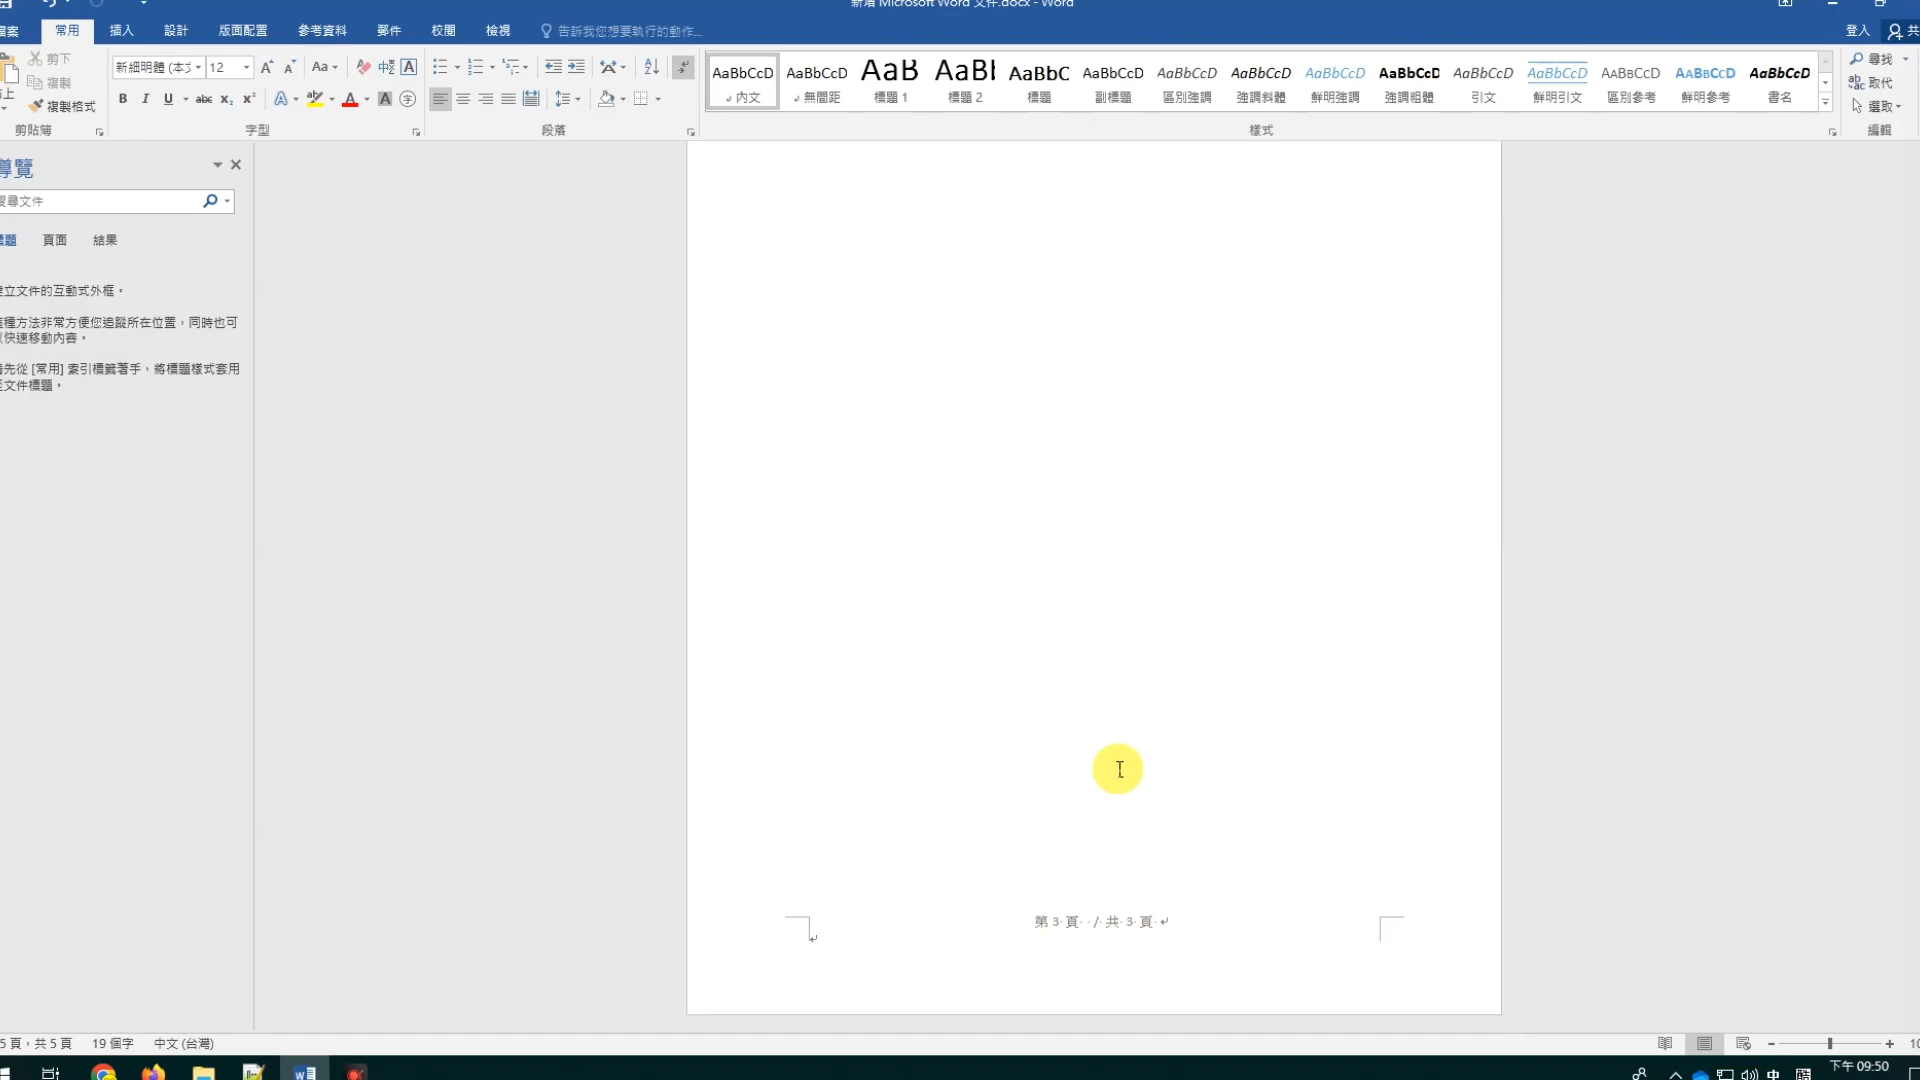 新增 Microsoft Word 文件.docx - Word
檔案 常用 插入 設計 版面配置 參考資料 郵件 校閱 檢視 告訴我您想要執行的動作... 登入 共
剪下
複製
複製格式
剪貼簿
新細明體 (本文 12 Aa
B I U abc x₂ x²
字型
段落
AaBbCcD AaBbCcD AaB AaBI AaBbC AaBbCcD AaBbCcD AaBbCcD AaBbCcD AaBbCcD AaBbCcD AaBbCcD AaBbCcD AaBbCcD AaBbCcD
內文 無間距 標題 1 標題 2 標題 副標題 區別強調 強調斜體 鮮明強調 強調粗體 引文 鮮明引文 區別參考 鮮明參考 書名
樣式
尋找
取代
選取
編輯
導覽
搜尋文件
標題 頁面 結果
建立文件的互動式外框。
這種方法非常方便您追蹤所在位置，同時也可
以快速移動內容。
請先從 [常用] 索引標籤著手，將標題樣式套用
至文件標題。
第 3 頁 / 共 3 頁
5 頁，共 5 頁 19 個字 中文 (台灣) 10
中 下午 09:50